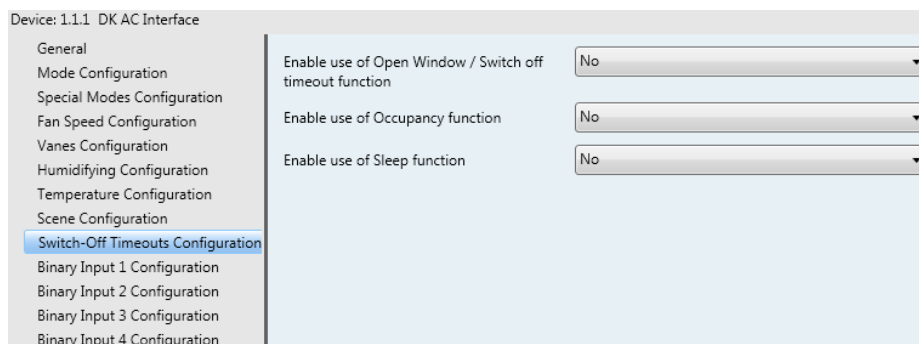 Device: 1.1.1 DK AC Interface
General
Mode Configuration
Special Modes Configuration
Fan Speed Configuration
Vanes Configuration
Humidifying Configuration
Temperature Configuration
Scene Configuration
Switch-Off Timeouts Configuration
Binary Input 1 Configuration
Binary Input 2 Configuration
Binary Input 3 Configuration
Binary Input 4 Configuration
Enable use of Open Window / Switch off
timeout function
No
Enable use of Occupancy function
No
Enable use of Sleep function
No